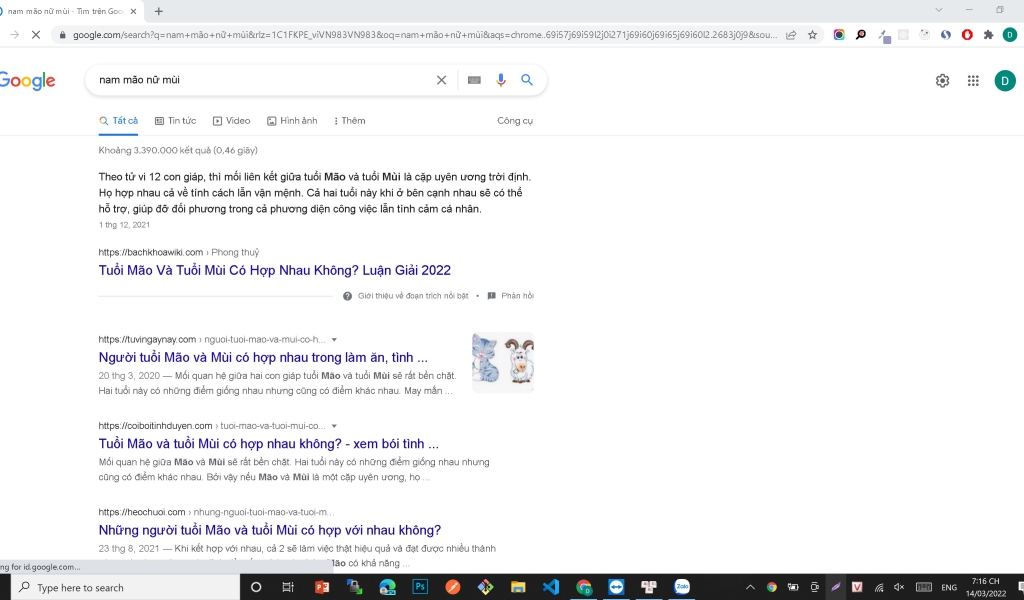 nam mão nữ mùi - Tìm trên Goo
google.com/search?q=nam+mão+nữ+mùi&rlz=1C1FKPE_viVN983VN983&oq=nam+mão+nữ+mùi&aqs=chrome..69i57j69i59l2j0i271j69i60j69i65j69i60l2.2683j0j9&sou...
D
Google
nam mão nữ mùi
D
Tất cả
Tin tức
Video
Hình ảnh
Thêm
Công cụ
Khoảng 3.390.000 kết quả (0,46 giây)
Theo tử vi 12 con giáp, thì mối liên kết giữa tuổi Mão và tuổi Mùi là cặp uyên ương trời định.
Họ hợp nhau cả về tính cách lẫn vận mệnh. Cả hai tuổi này khi ở bên cạnh nhau sẽ có thể
hỗ trợ, giúp đỡ đối phương trong cả phương diện công việc lẫn tình cảm cá nhân.
1 thg 12, 2021
https://bachkhoawiki.com › Phong thuỷ
Tuổi Mão Và Tuổi Mùi Có Hợp Nhau Không? Luận Giải 2022
Giới thiệu về đoạn trích nổi bật • Phản hồi
https://tuvingaynay.com › nguoi-tuoi-mao-va-mui-co-h...
Người tuổi Mão và Mùi có hợp nhau trong làm ăn, tình ...
20 thg 3, 2020 — Mối quan hệ giữa hai con giáp tuổi Mão và tuổi Mùi sẽ rất bền chặt.
Hai tuổi này có những điểm giống nhau nhưng cũng có điểm khác nhau. May mắn ...
https://coiboitinhduyen.com › tuoi-mao-va-tuoi-mui-co...
Tuổi Mão và tuổi Mùi có hợp nhau không? - xem bói tình ...
Mối quan hệ giữa Mão và Mùi sẽ rất bền chặt. Hai tuổi này có những điểm giống nhau nhưng
cũng có điểm khác nhau. Bởi vậy nếu Mão và Mùi là một cặp uyên ương, họ ...
https://heochuoi.com › nhung-nguoi-tuoi-mao-va-tuoi-m...
Những người tuổi Mão và tuổi Mùi có hợp với nhau không?
23 thg 8, 2021 — Khi kết hợp với nhau, cả 2 sẽ làm việc thật hiệu quả và đạt được nhiều thành
ng for id.google.com...
có khả năng ...
Type here to search
Ps
Zalo
V
ENG
7:16 CH
14/03/2022